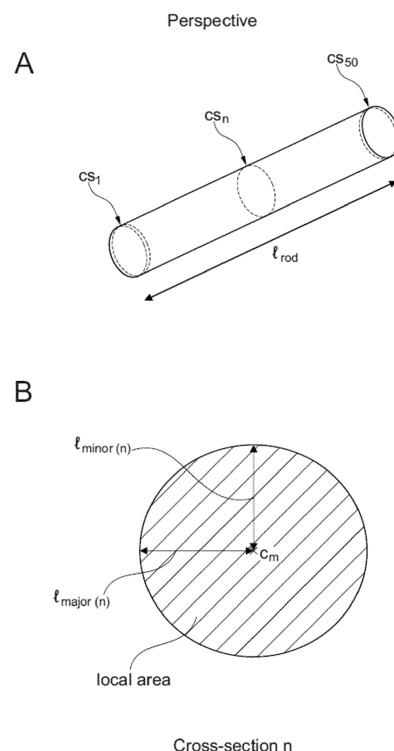 Perspective
A
cs50
csn
cs1
ℓrod
B
ℓminor (n)
cm
ℓmajor (n)
local area
Cross-section n